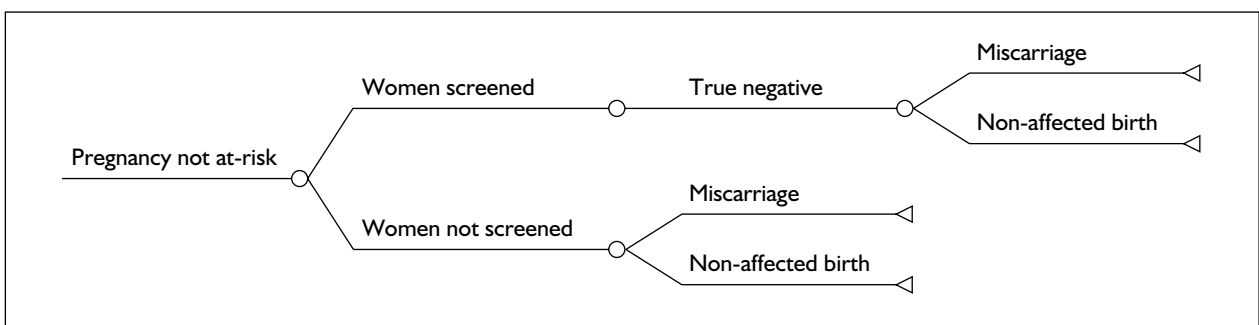 Miscarriage
Women screened
True negative
Non-affected birth
Pregnancy not at-risk
Miscarriage
Women not screened
Non-affected birth